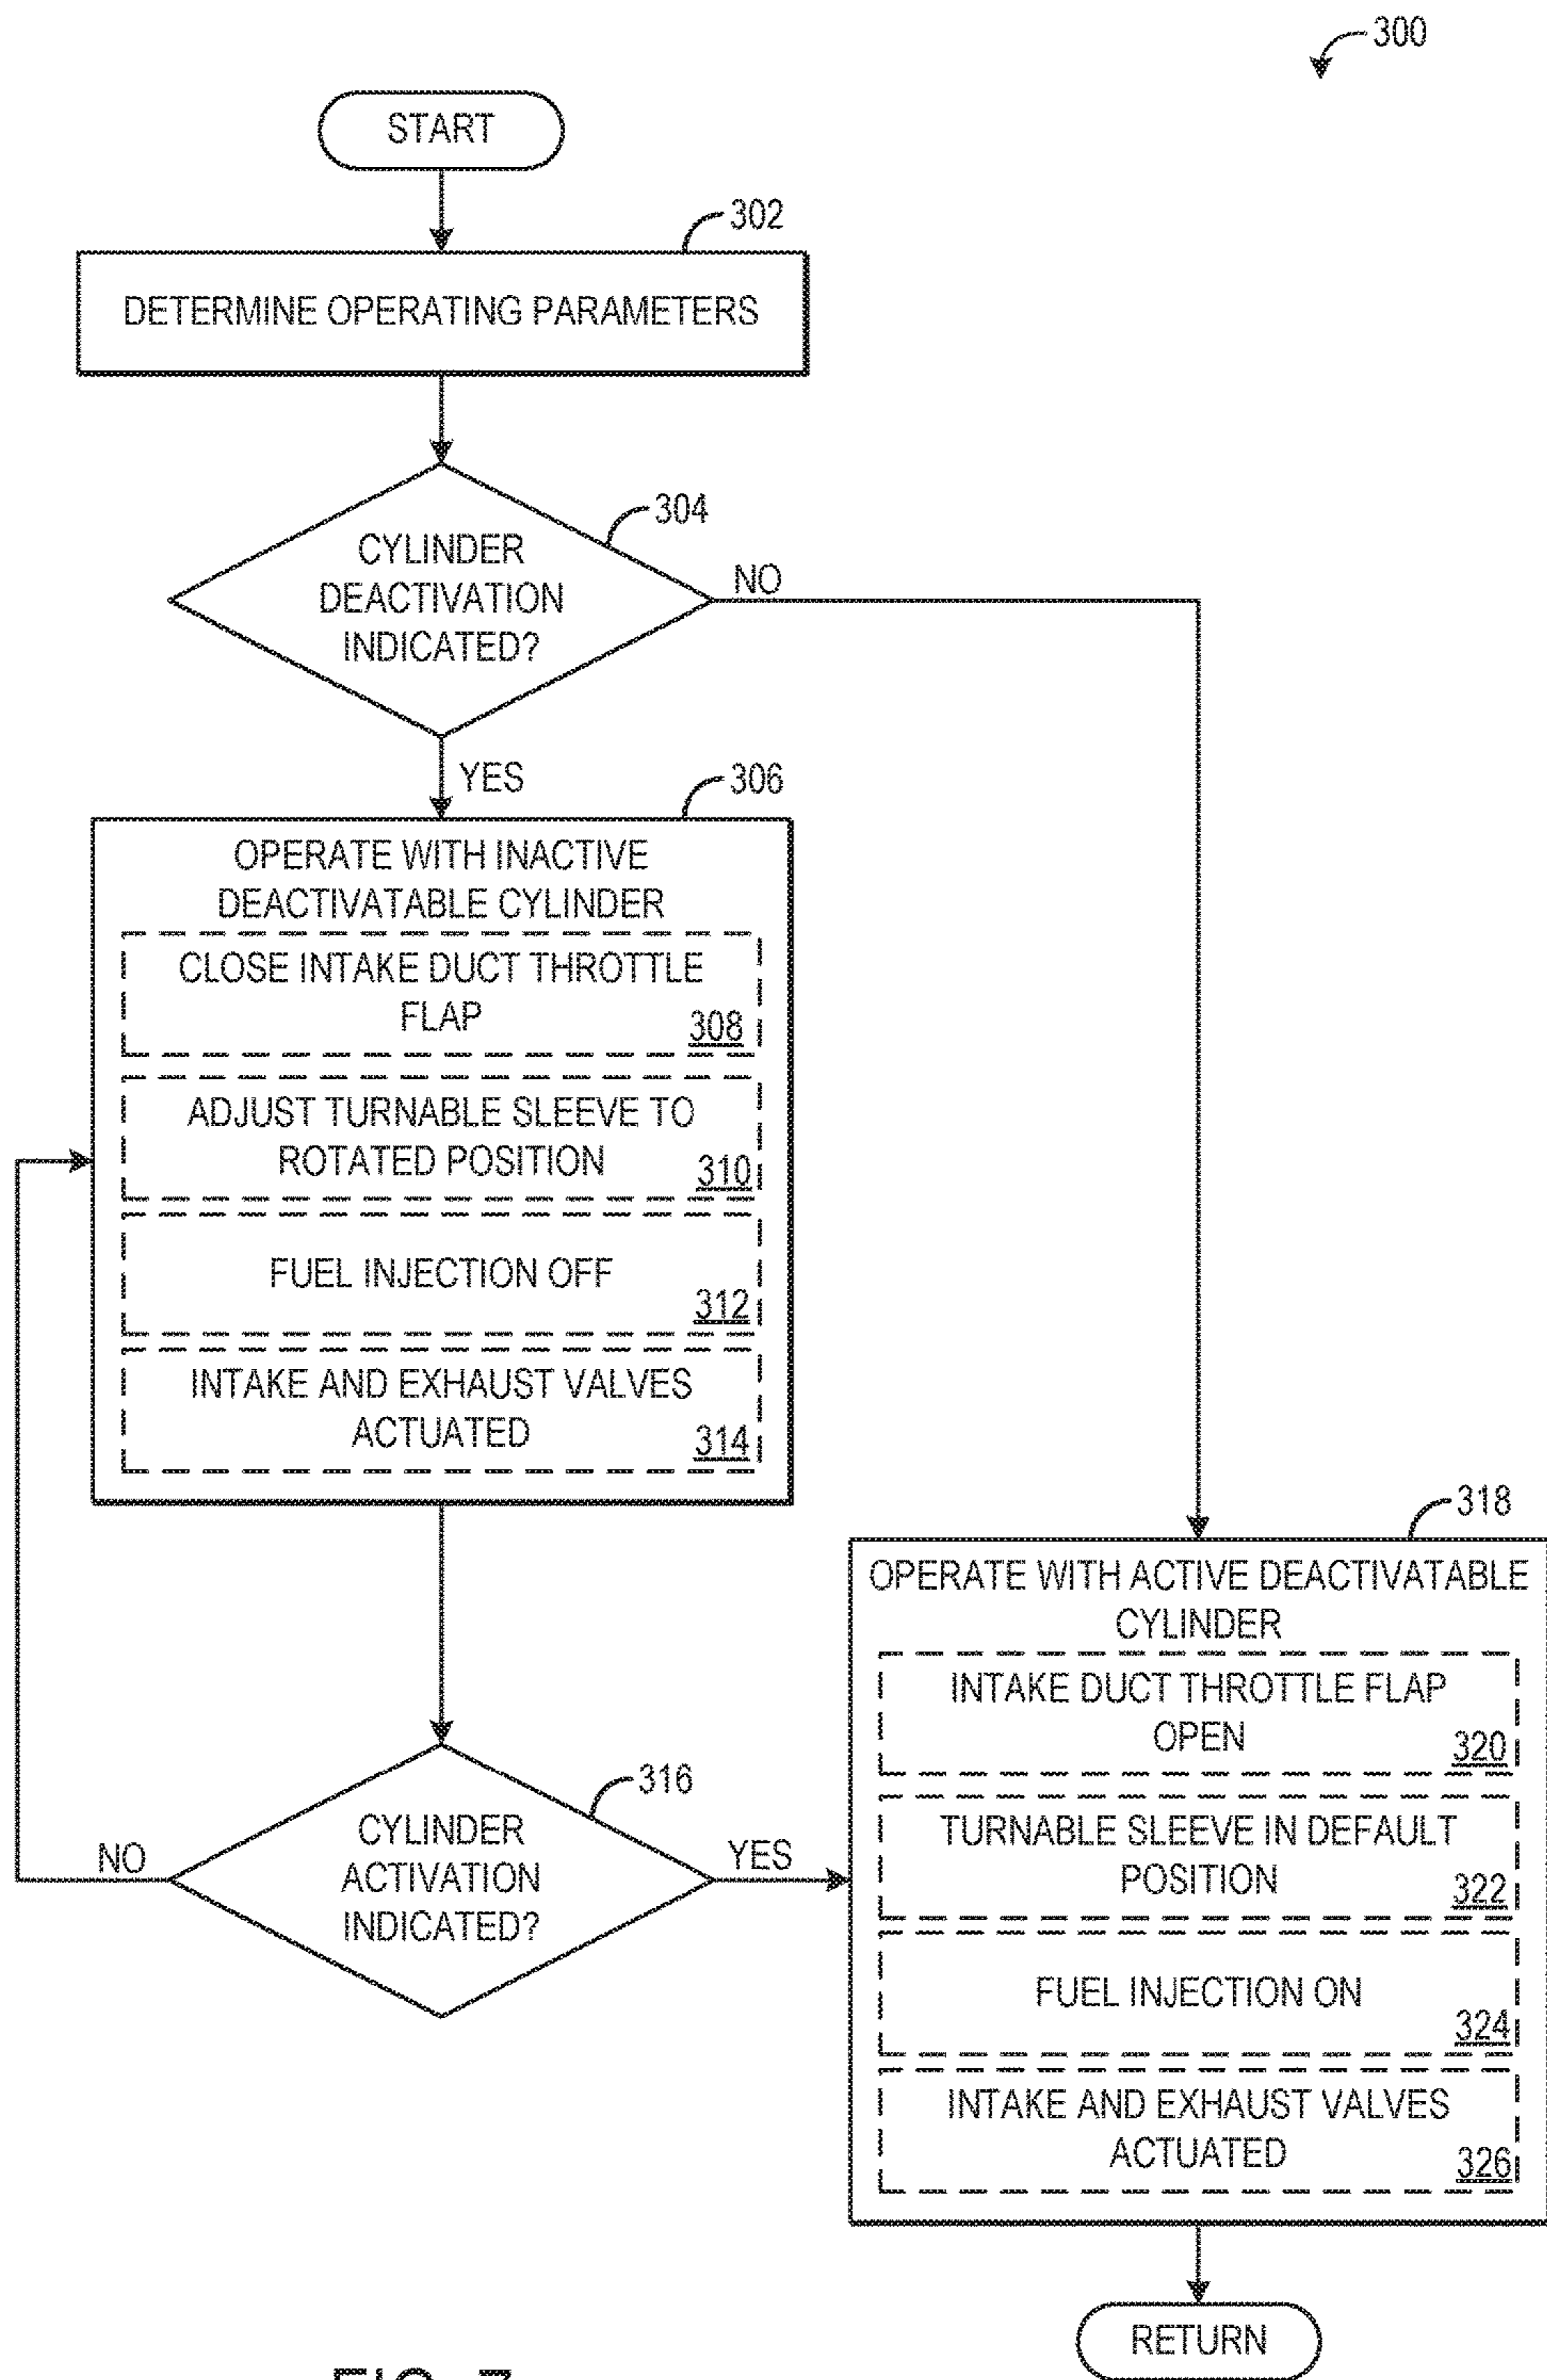 300
START
302
DETERMINE OPERATING PARAMETERS
304
CYLINDER
DEACTIVATION
INDICATED?
NO
YES
306
OPERATE WITH INACTIVE
DEACTIVATABLE CYLINDER
CLOSE INTAKE DUCT THROTTLE
FLAP
308
ADJUST TURNABLE SLEEVE TO
ROTATED POSITION
310
FUEL INJECTION OFF
312
INTAKE AND EXHAUST VALVES
ACTUATED
314
316
CYLINDER
ACTIVATION
INDICATED?
NO
YES
318
OPERATE WITH ACTIVE DEACTIVATABLE
CYLINDER
INTAKE DUCT THROTTLE FLAP
OPEN
320
TURNABLE SLEEVE IN DEFAULT
POSITION
322
FUEL INJECTION ON
324
INTAKE AND EXHAUST VALVES
ACTUATED
326
RETURN